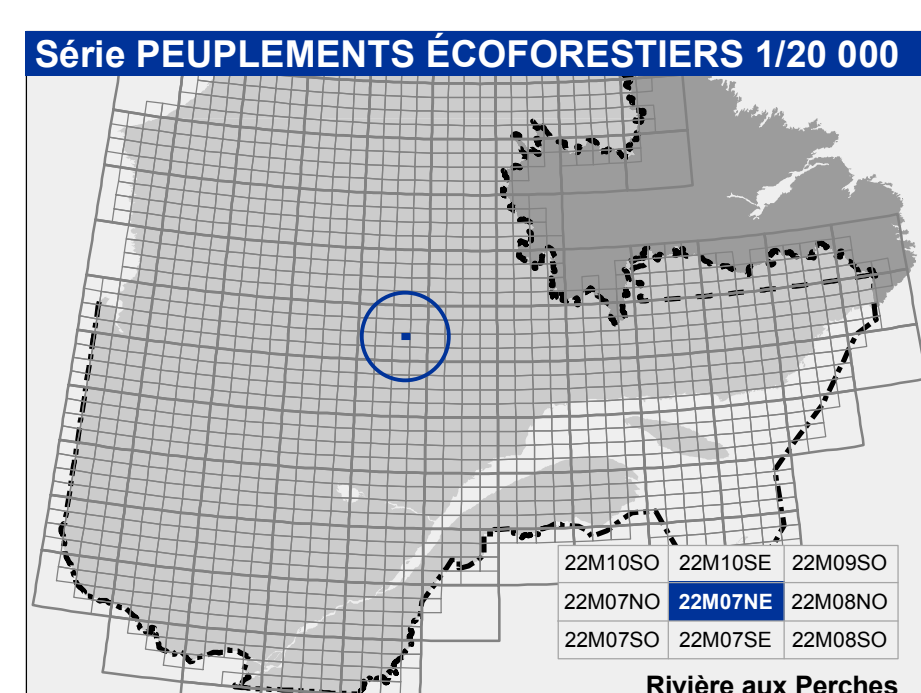 Série PEUPLEMENTS ÉCOFORESTIERS 1/20 000
22M10SO 22M10SE 22M09SO
22M07NO 22M07NE 22M08NO
22M07SO 22M07SE 22M08SO
Rivière aux Perches